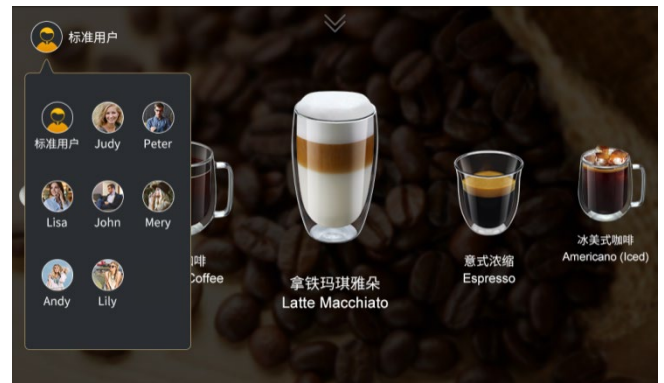 标准用户
标准用户 Judy Peter
Lisa John Mery
Andy Lily
啡
Coffee
拿铁玛琪雅朵
Latte Macchiato
意式浓缩
Espresso
冰美式咖啡
Americano (Iced)